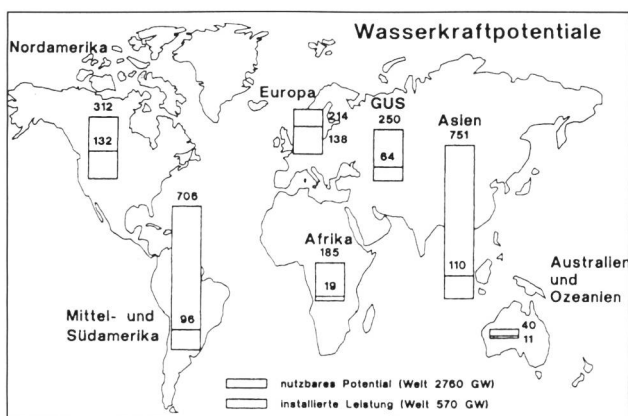 Wasserkraftpotentiale
Nordamerika
312
132
Europa
214
138
GUS
250
64
Asien
751
110
706
96
Mittel- und
Südamerika
Afrika
185
19
Australien
und
Ozeanien
40
11
nutzbares Potential (Welt 2760 GW)
installierte Leistung (Welt 570 GW)